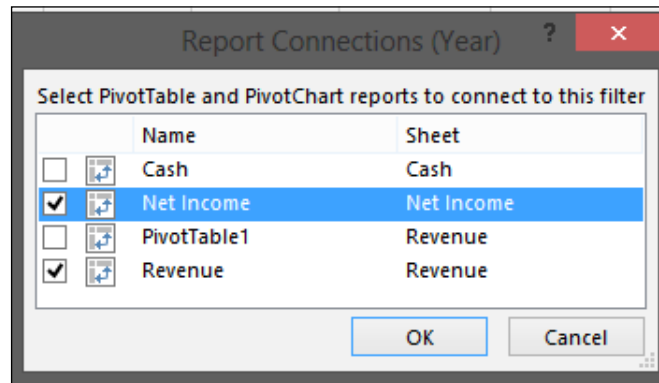 Report Connections (Year) ?
Select PivotTable and PivotChart reports to connect to this filter
Name Sheet
Cash Cash
Net Income Net Income
PivotTable1 Revenue
Revenue Revenue
OK Cancel